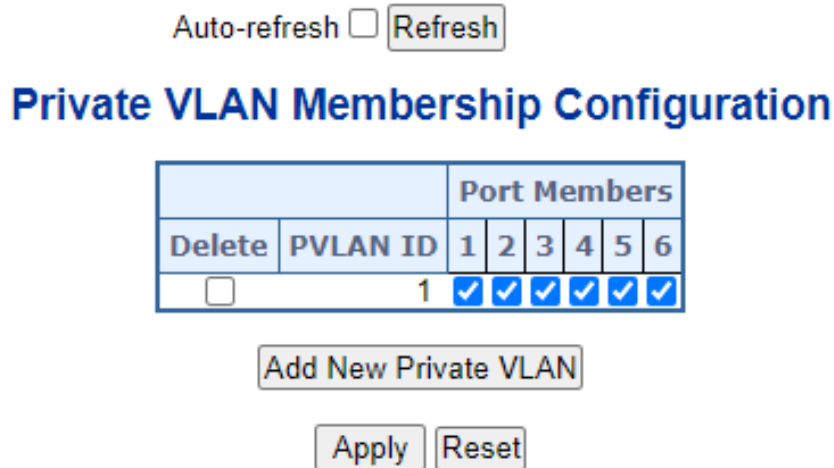 Auto-refresh Refresh
Private VLAN Membership Configuration
Port Members
Delete PVLAN ID 1 2 3 4 5 6
1
Add New Private VLAN
Apply Reset